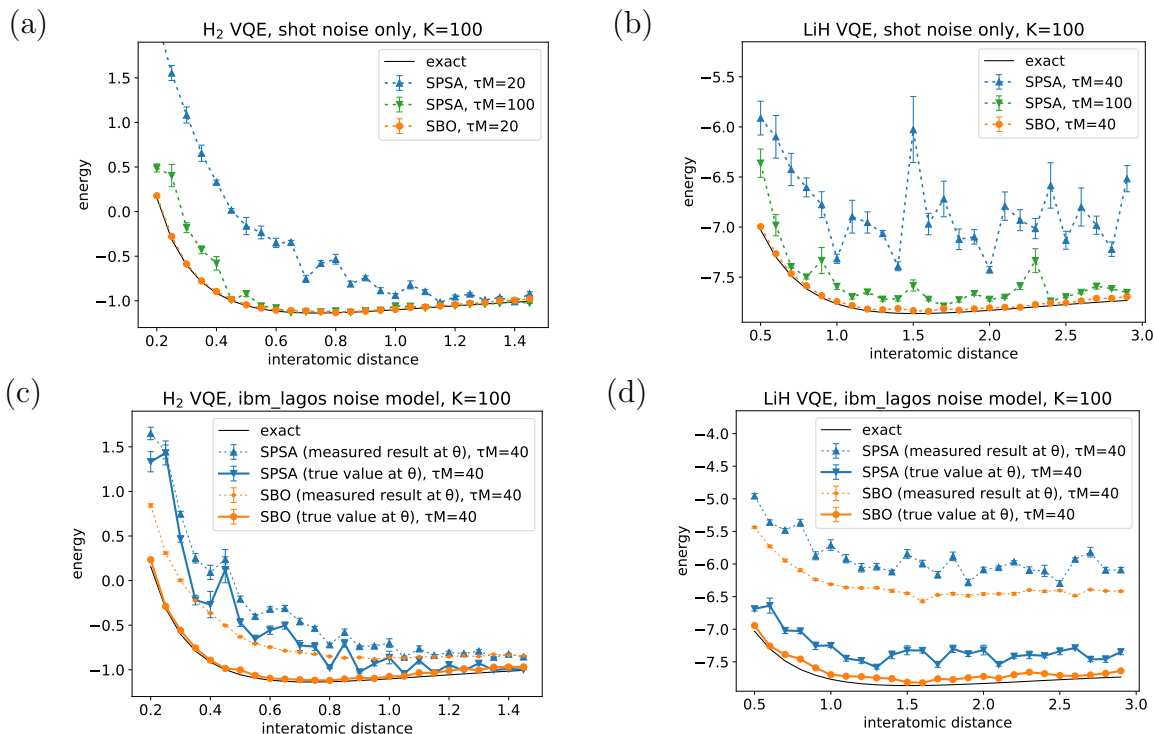 (a)
H₂ VQE, shot noise only, K=100
exact
SPSA, τM=20
SPSA, τM=100
SBO, τM=20
energy
1.5
1.0
0.5
0.0
−0.5
−1.0
0.2 0.4 0.6 0.8 1.0 1.2 1.4
interatomic distance
(b)
LiH VQE, shot noise only, K=100
exact
SPSA, τM=40
SPSA, τM=100
SBO, τM=40
energy
−5.5
−6.0
−6.5
−7.0
−7.5
0.5 1.0 1.5 2.0 2.5 3.0
interatomic distance
(c)
H₂ VQE, ibm_lagos noise model, K=100
exact
SPSA (measured result at θ), τM=40
SPSA (true value at θ), τM=40
SBO (measured result at θ), τM=40
SBO (true value at θ), τM=40
energy
1.5
1.0
0.5
0.0
−0.5
−1.0
0.2 0.4 0.6 0.8 1.0 1.2 1.4
interatomic distance
(d)
LiH VQE, ibm_lagos noise model, K=100
exact
SPSA (measured result at θ), τM=40
SPSA (true value at θ), τM=40
SBO (measured result at θ), τM=40
SBO (true value at θ), τM=40
energy
−4.0
−4.5
−5.0
−5.5
−6.0
−6.5
−7.0
−7.5
0.5 1.0 1.5 2.0 2.5 3.0
interatomic distance